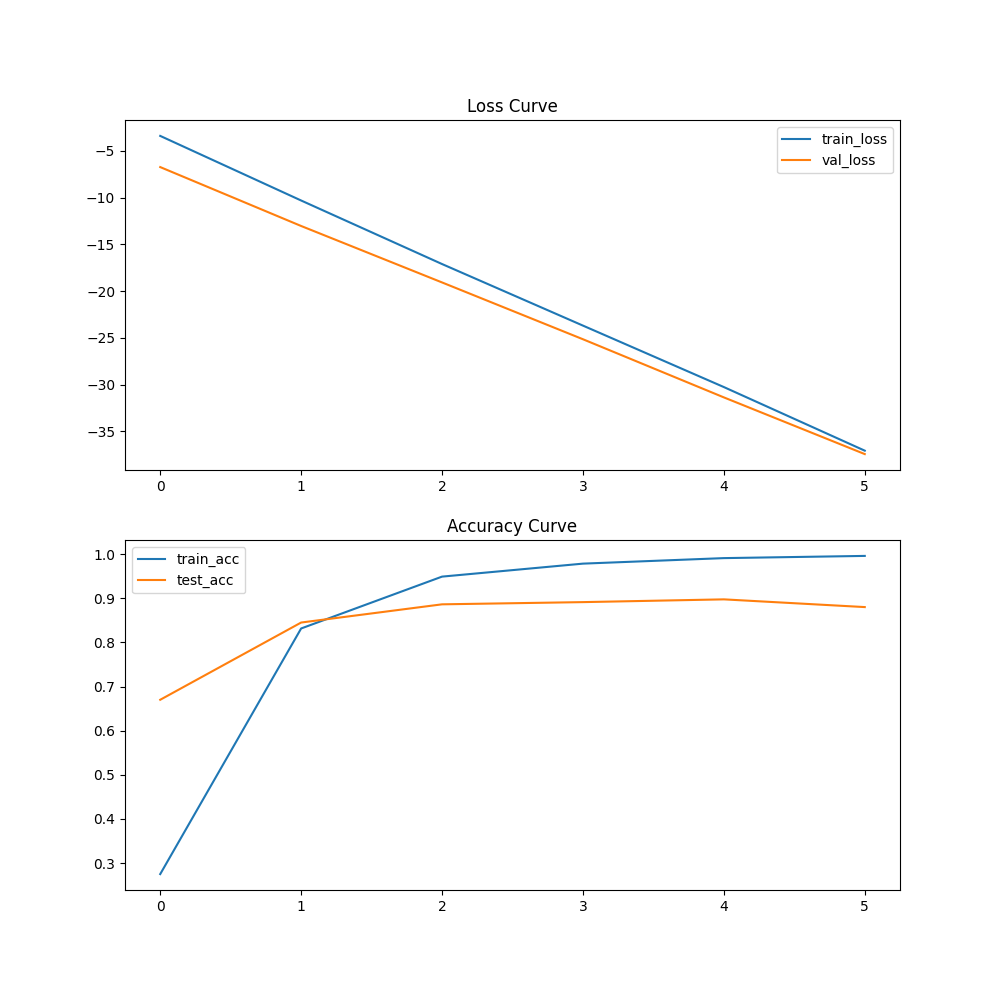 Loss Curve
train_loss
val_loss
−5
−10
−15
−20
−25
−30
−35
0 1 2 3 4 5
Accuracy Curve
train_acc
test_acc
1.0
0.9
0.8
0.7
0.6
0.5
0.4
0.3
0 1 2 3 4 5